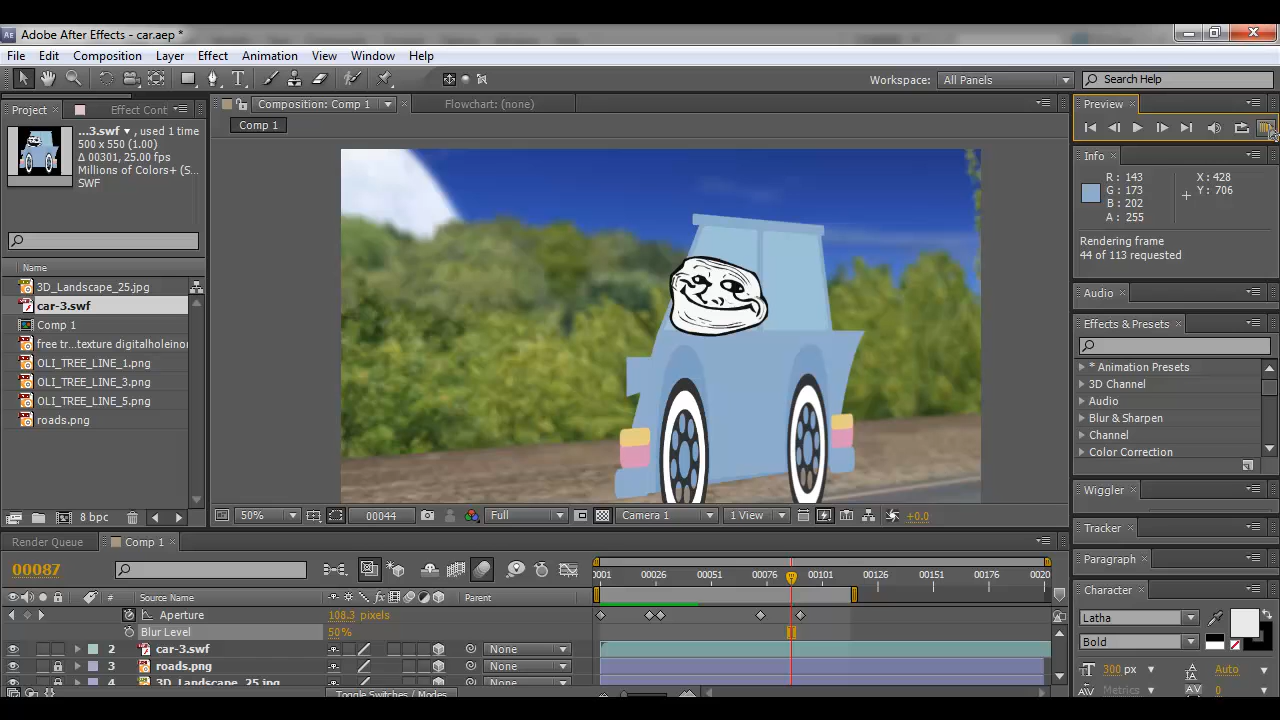 Adobe After Effects - car.aep *
File Edit Composition Layer Effect Animation View Window Help
Workspace: All Panels Search Help
Project Effect Cont Composition: Comp 1 Flowchart: (none) Preview
Comp 1
...3.swf ▼, used 1 time
500 x 550 (1.00)
Δ 00301, 25.00 fps
Millions of Colors+ (S...
SWF
Info
R : 143 X : 428
G : 173 Y : 706
B : 202
A : 255
Rendering frame
44 of 113 requested
Name
3D_Landscape_25.jpg
car-3.swf
Comp 1
free tr...texture digitalholeinor
OLI_TREE_LINE_1.png
OLI_TREE_LINE_3.png
OLI_TREE_LINE_5.png
roads.png
Audio
Effects & Presets
* Animation Presets
3D Channel
Audio
Blur & Sharpen
Channel
Color Correction
8 bpc 50% 00044 Full Camera 1 1 View +0.0
Wiggler
Tracker
Paragraph
Character
Latha
Bold
300 px Auto
Metrics 0
Render Queue Comp 1
00087
0001 00026 00051 00076 00101 00126 00151 00176 0020
# Source Name Parent
Aperture 108.3 pixels
Blur Level 50%
2 car-3.swf None
3 roads.png None
4 3D_Landscape_25.jpg None
Toggle Switches / Modes